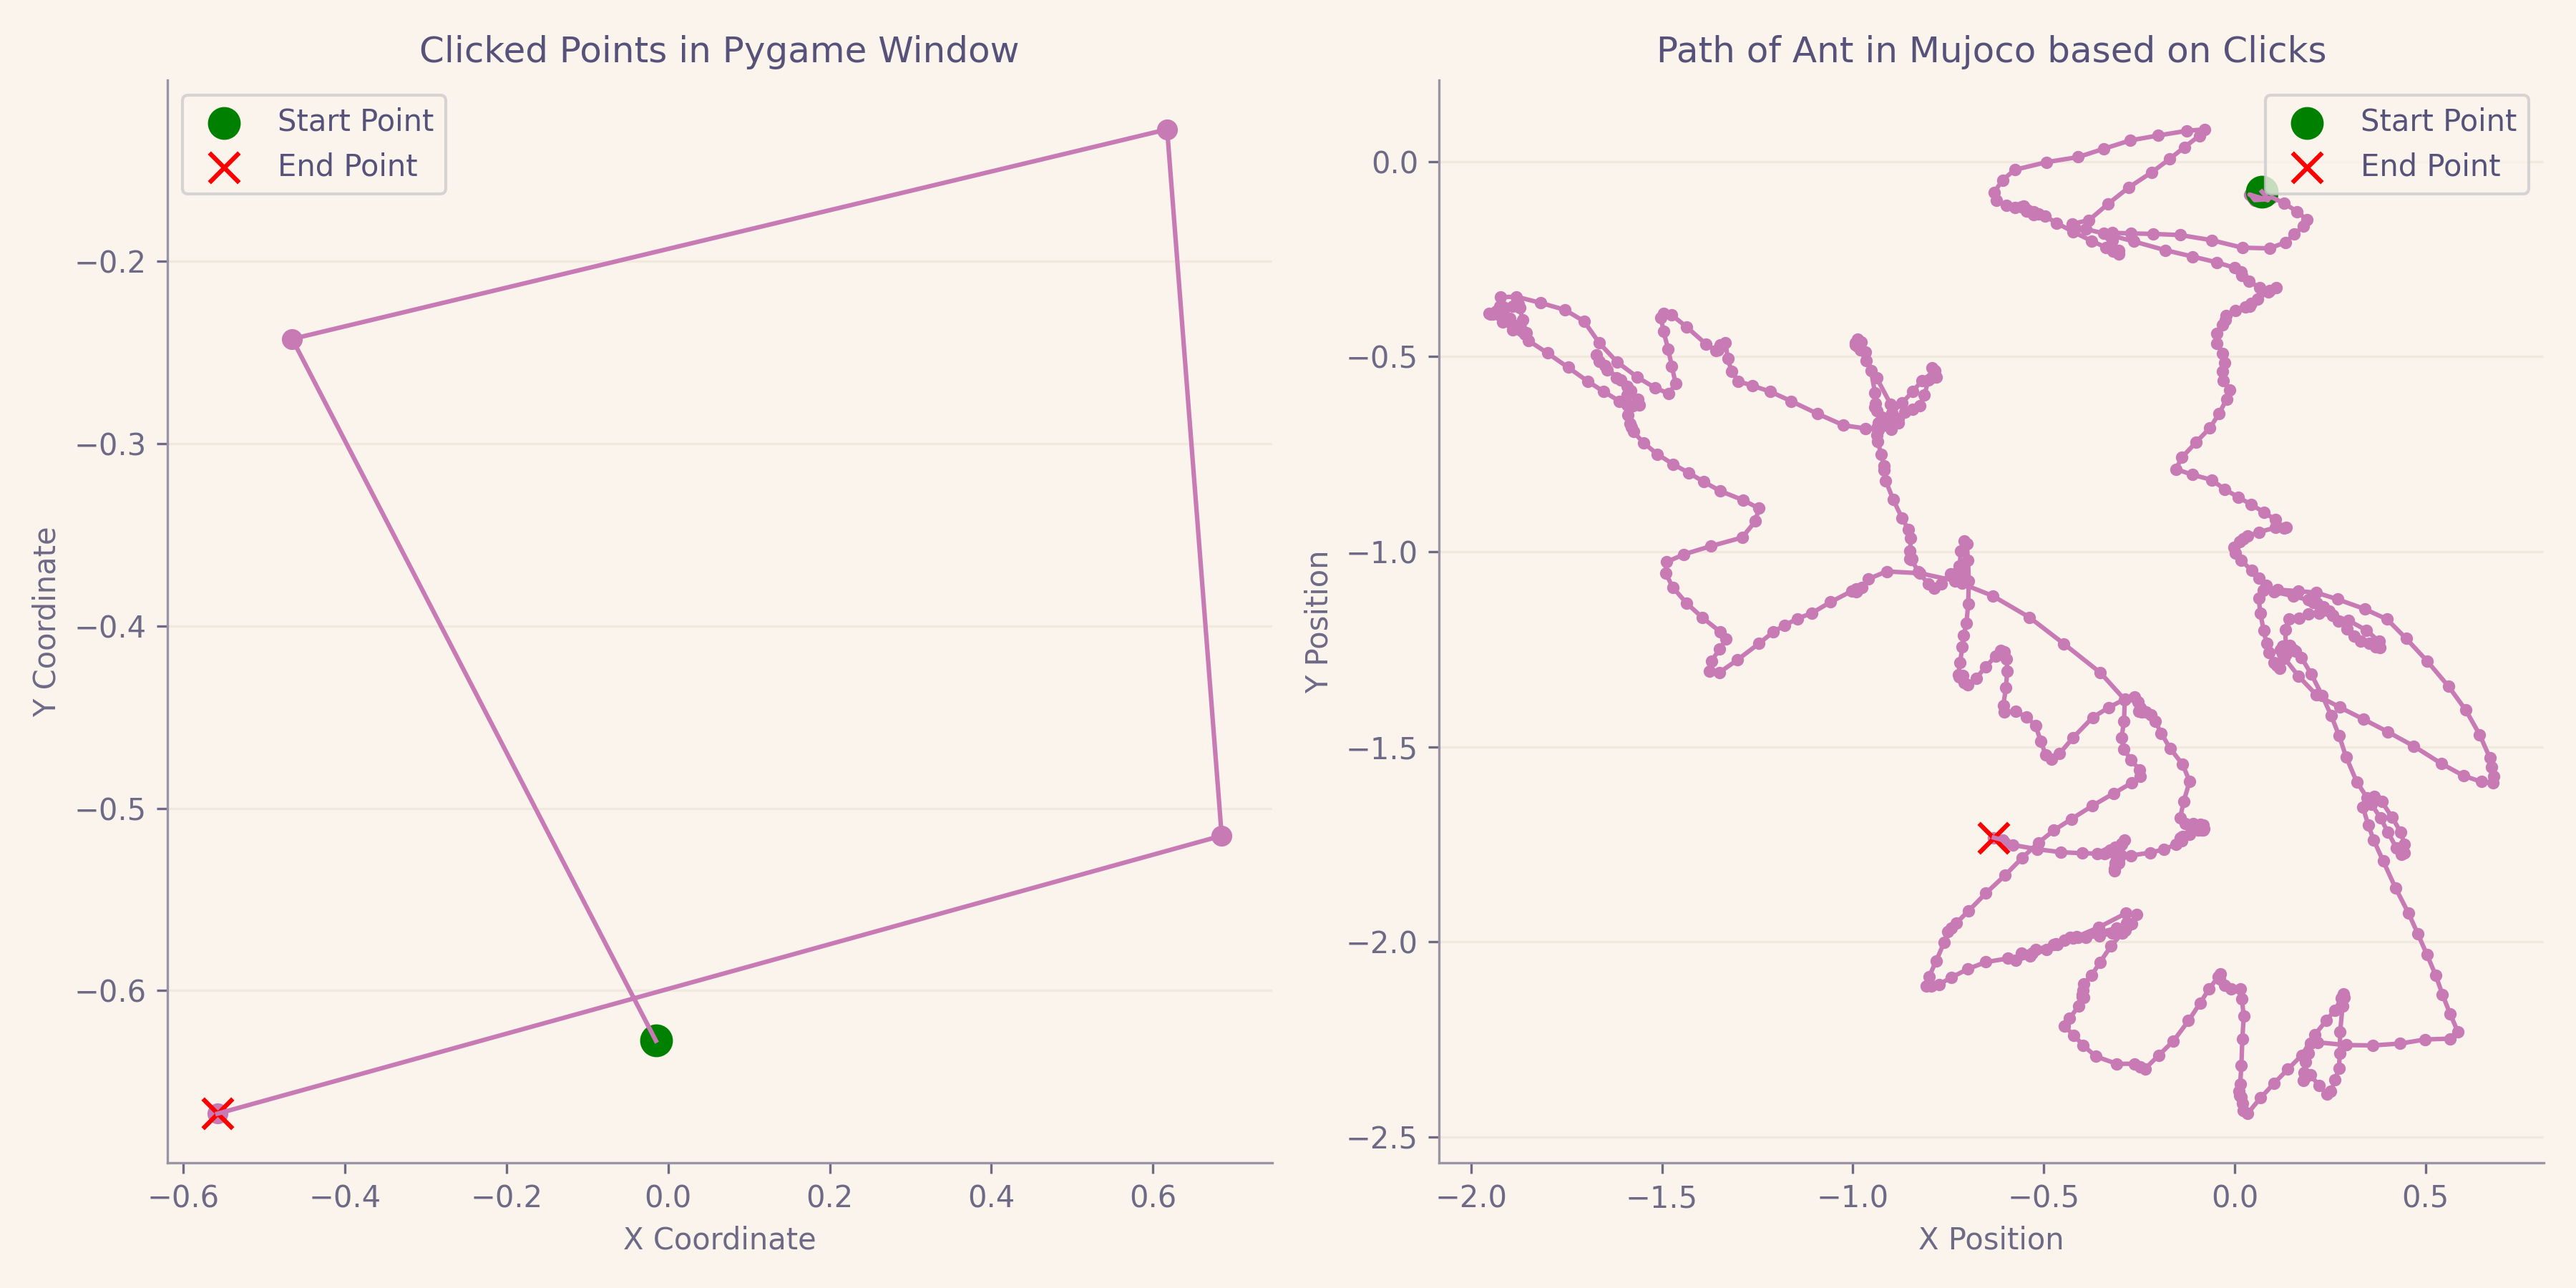 Clicked Points in Pygame Window
Start Point
End Point
−0.2
−0.3
−0.4
−0.5
−0.6
Y Coordinate
−0.6
−0.4
−0.2
0.0
0.2
0.4
0.6
X Coordinate
Path of Ant in Mujoco based on Clicks
Start Point
End Point
0.0
−0.5
−1.0
−1.5
−2.0
−2.5
Y Position
−2.0
−1.5
−1.0
−0.5
0.0
0.5
X Position